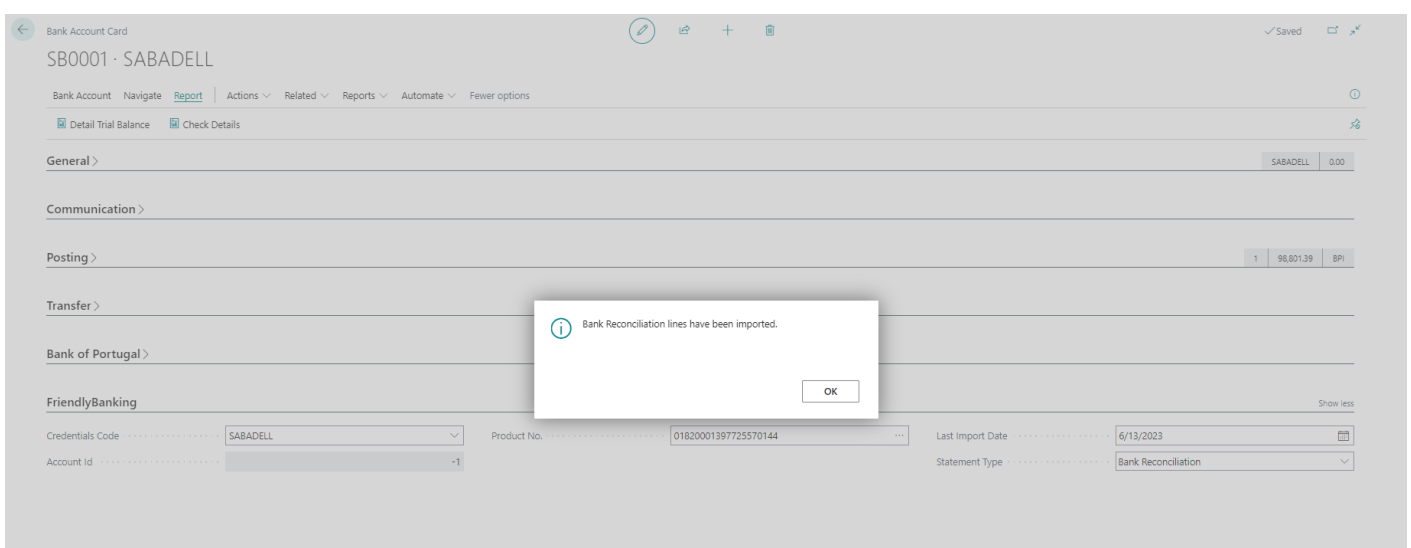 Bank Account Card
Saved
SB0001 · SABADELL
Bank Account Navigate Report Actions Related Reports Automate Fewer options
Detail Trial Balance Check Details
General
SABADELL 0.00
Communication
Posting
1 98,801.39 BPI
Transfer
Bank Reconciliation lines have been imported.
Bank of Portugal
OK
FriendlyBanking
Show less
Credentials Code SABADELL Product No. 01820001397725570144 Last Import Date 6/13/2023
Account Id -1 Statement Type Bank Reconciliation